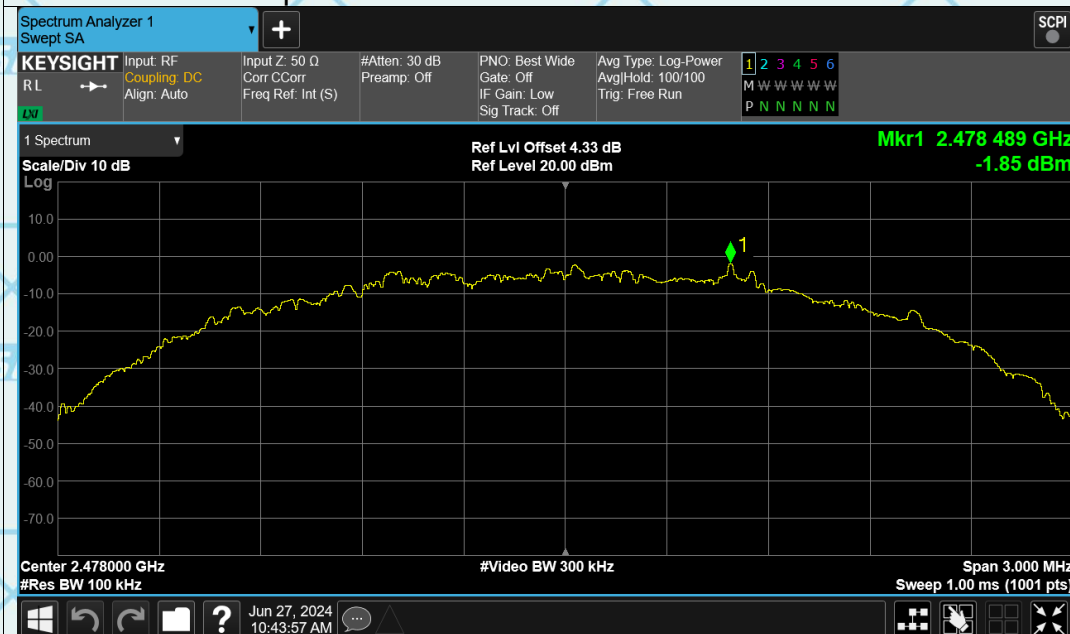 Spectrum Analyzer 1
Swept SA
+
SCPI
KEYSIGHT
RL
LXI
Input: RF
Coupling: DC
Align: Auto
Input Z: 50 Ω
Corr CCorr
Freq Ref: Int (S)
#Atten: 30 dB
Preamp: Off
PNO: Best Wide
Gate: Off
IF Gain: Low
Sig Track: Off
Avg Type: Log-Power
Avg|Hold: 100/100
Trig: Free Run
1 2 3 4 5 6
M W W W W W
P N N N N N
1 Spectrum
Scale/Div 10 dB
Log
Ref Lvl Offset 4.33 dB
Ref Level 20.00 dBm
Mkr1 2.478 489 GHz
-1.85 dBm
10.0
0.00
-10.0
-20.0
-30.0
-40.0
-50.0
-60.0
-70.0
1
Center 2.478000 GHz
#Res BW 100 kHz
#Video BW 300 kHz
Span 3.000 MHz
Sweep 1.00 ms (1001 pts)
?
Jun 27, 2024
10:43:57 AM